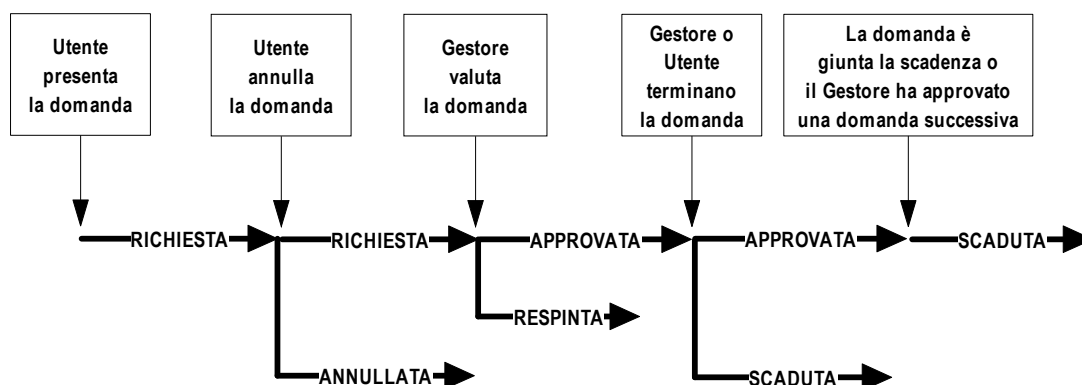 Utente
presenta
la domanda
Utente
annulla
la domanda
Gestore
valuta
la domanda
Gestore o
Utente
terminano
la domanda
La domanda è
giunta la scadenza o
il Gestore ha approvato
una domanda successiva
RICHIESTA
RICHIESTA
APPROVATA
APPROVATA
SCADUTA
RESPINTA
ANNULLATA
SCADUTA